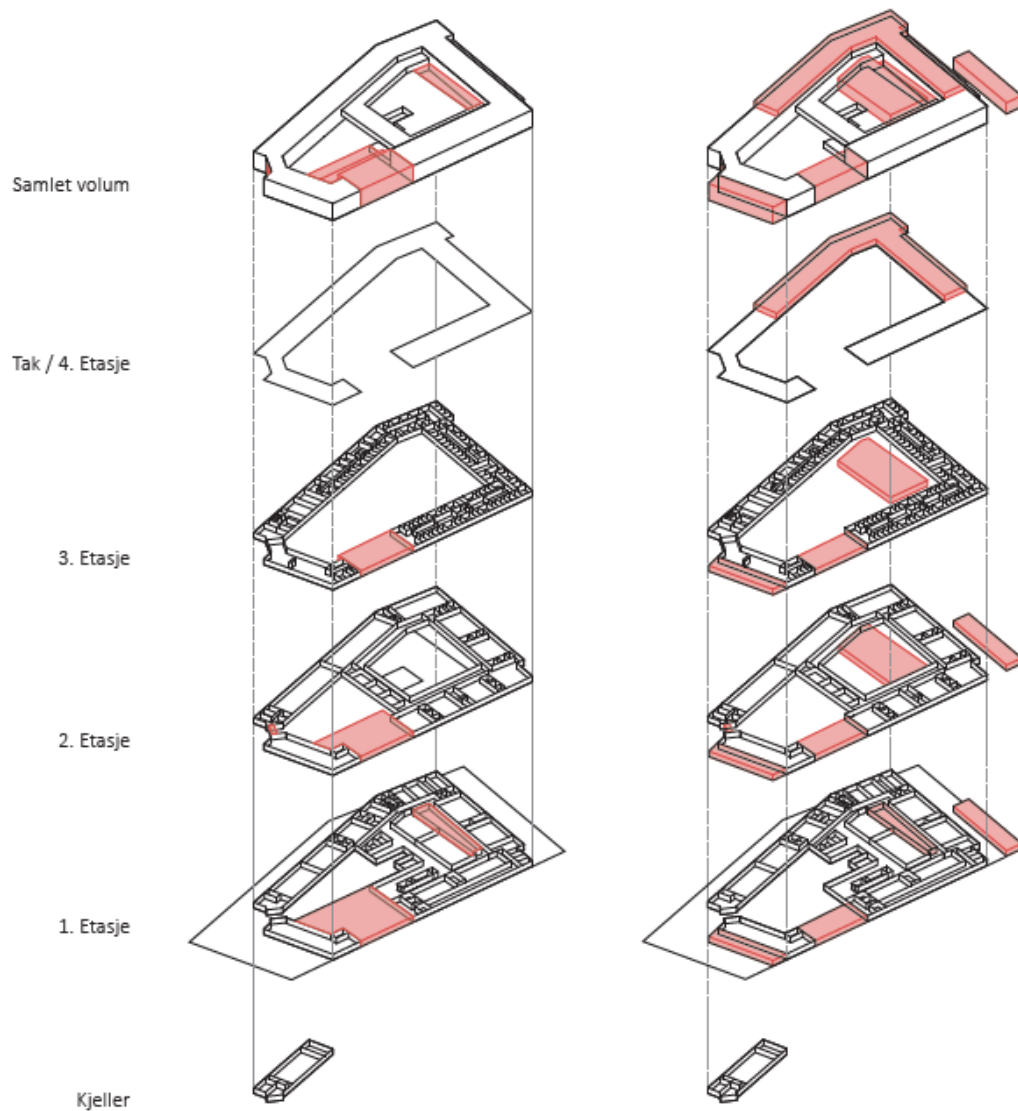 Samlet volum
Tak / 4. Etasje
3. Etasje
2. Etasje
1. Etasje
Kjeller